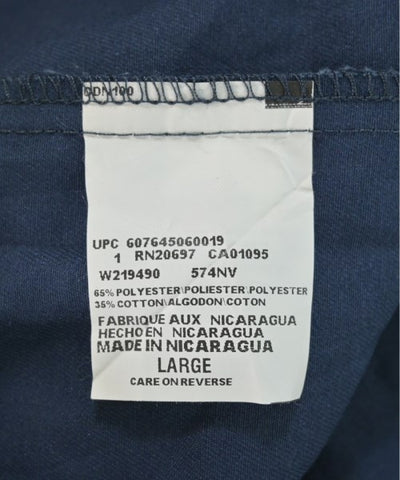 UPC 607645060019
1 RN20697 CA01095
W219490 574NV
65% POLYESTER\POLIESTER\POLYESTER
35% COTTON\ALGODON\COTON
FABRIQUE AUX NICARAGUA
HECHO EN NICARAGUA
MADE IN NICARAGUA
LARGE
CARE ON REVERSE